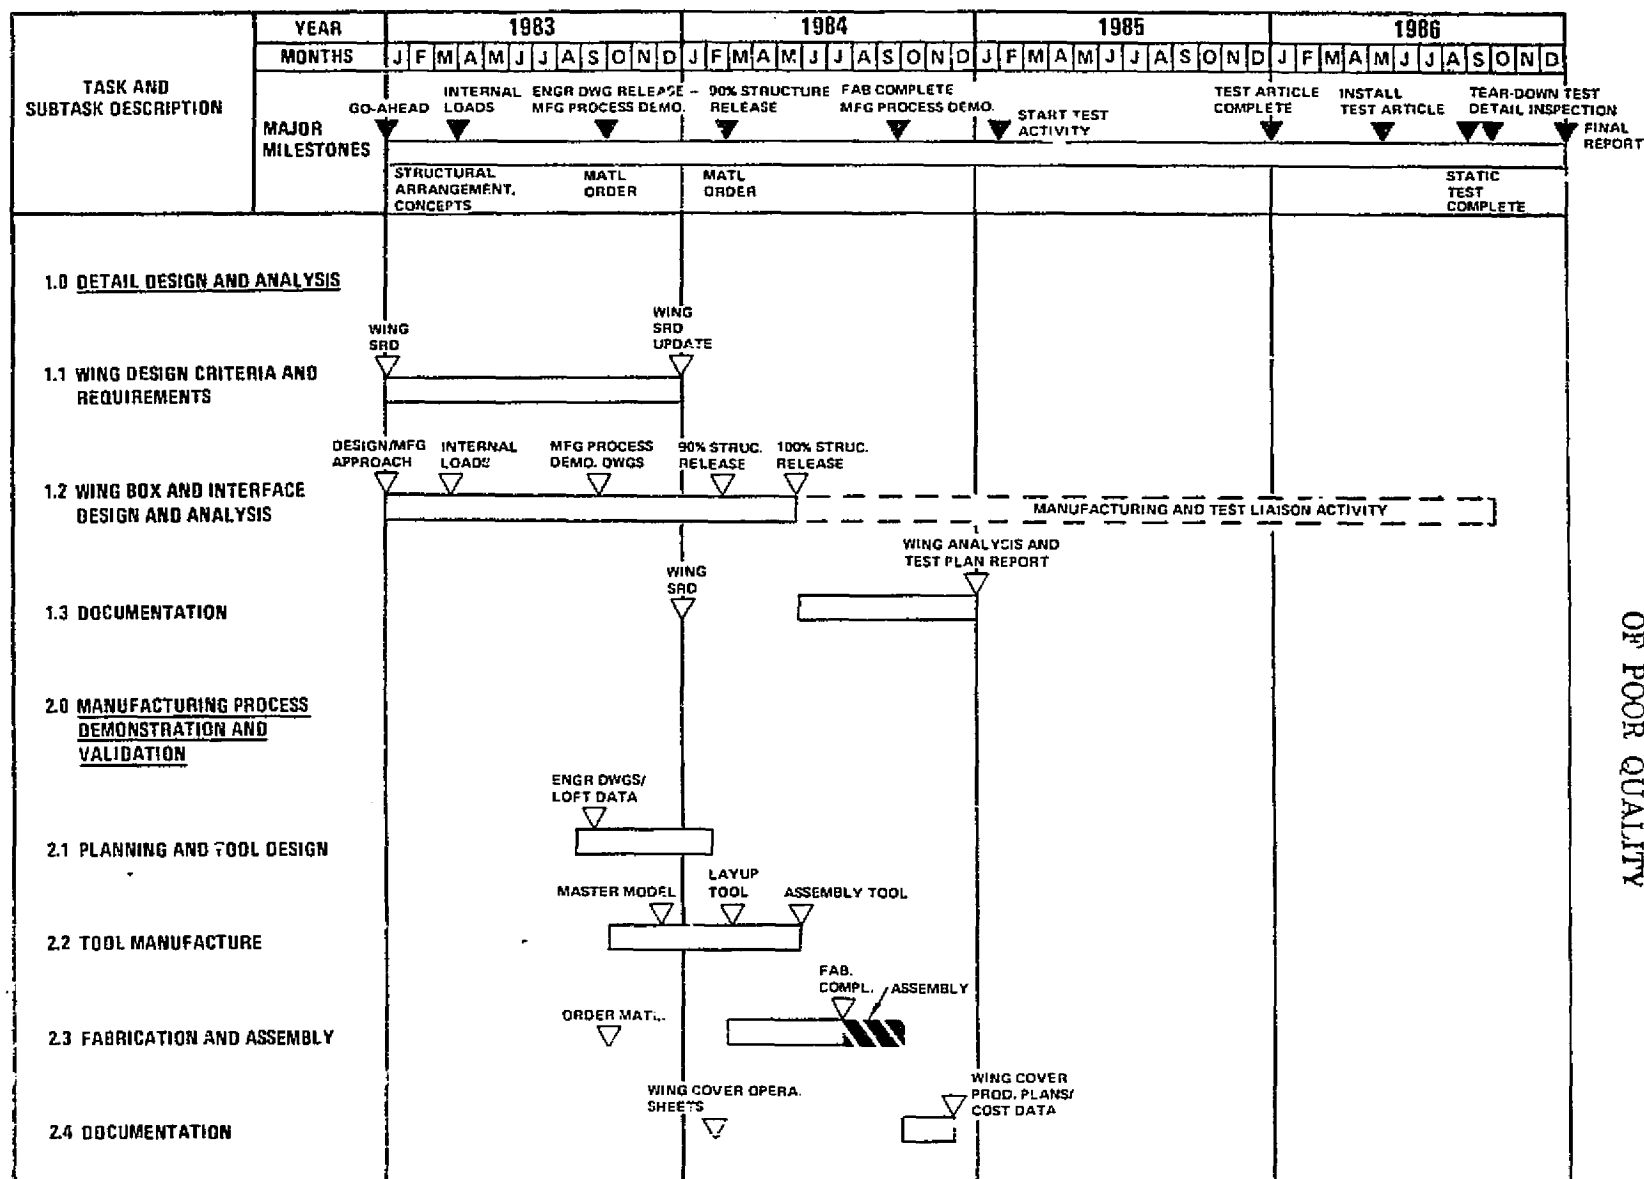 YEAR 1983 1984 1985 1986
MONTHS J F M A M J J A S O N D J F M A M J J A S O N D J F M A M J J A S O N D J F M A M J J A S O N D
TASK AND
SUBTASK DESCRIPTION
MAJOR
MILESTONES
GO-AHEAD
INTERNAL
LOADS
ENGR DWG RELEASE –
MFG PROCESS DEMO.
90% STRUCTURE
RELEASE
FAB COMPLETE
MFG PROCESS DEMO.
START TEST
ACTIVITY
TEST ARTICLE
COMPLETE
INSTALL
TEST ARTICLE
TEAR-DOWN TEST
DETAIL INSPECTION
FINAL
REPORT
STRUCTURAL
ARRANGEMENT,
CONCEPTS
MATL
ORDER
MATL
ORDER
STATIC
TEST
COMPLETE
1.0 DETAIL DESIGN AND ANALYSIS
WING
SRD
WING
SRD
UPDATE
1.1 WING DESIGN CRITERIA AND
REQUIREMENTS
DESIGN/MFG
APPROACH
INTERNAL
LOADS
MFG PROCESS
DEMO. DWGS
90% STRUC.
RELEASE
100% STRUC.
RELEASE
1.2 WING BOX AND INTERFACE
DESIGN AND ANALYSIS
MANUFACTURING AND TEST LIAISON ACTIVITY
WING ANALYSIS AND
TEST PLAN REPORT
WING
SRD
1.3 DOCUMENTATION
2.0 MANUFACTURING PROCESS
DEMONSTRATION AND
VALIDATION
ENGR DWGS/
LOFT DATA
2.1 PLANNING AND TOOL DESIGN
MASTER MODEL
LAYUP
TOOL
ASSEMBLY TOOL
2.2 TOOL MANUFACTURE
FAB.
COMPL.
ASSEMBLY
ORDER MATL.
2.3 FABRICATION AND ASSEMBLY
WING COVER OPERA.
SHEETS
WING COVER
PROD. PLANS/
COST DATA
2.4 DOCUMENTATION
OF POOR QUALITY